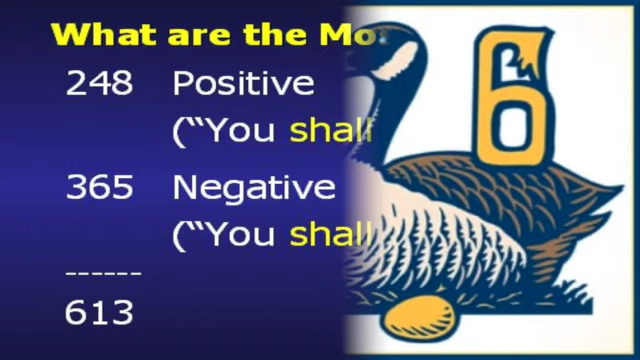 What are the Mo
248 Positive
(“You shall
365 Negative
(“You shall
------
613
6